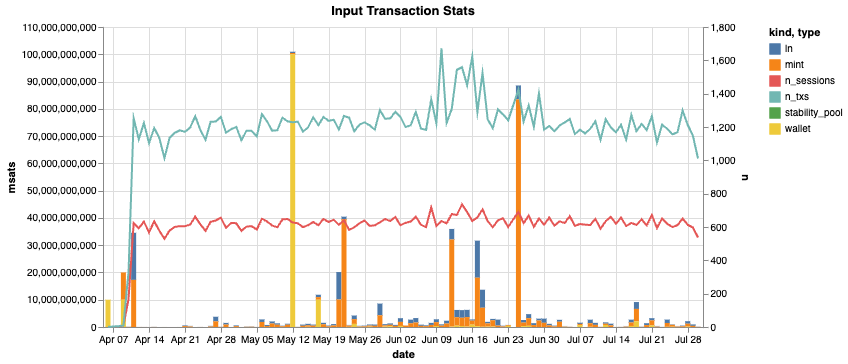 Input Transaction Stats
110,000,000,000
100,000,000,000
90,000,000,000
80,000,000,000
70,000,000,000
60,000,000,000
50,000,000,000
40,000,000,000
30,000,000,000
20,000,000,000
10,000,000,000
0
msats
Apr 07 Apr 14 Apr 21 Apr 28 May 05 May 12 May 19 May 26 Jun 02 Jun 09 Jun 16 Jun 23 Jun 30 Jul 07 Jul 14 Jul 21 Jul 28
date
1,800
1,600
1,400
1,200
1,000
800
600
400
200
0
n
kind, type
ln
mint
n_sessions
n_txs
stability_pool
wallet